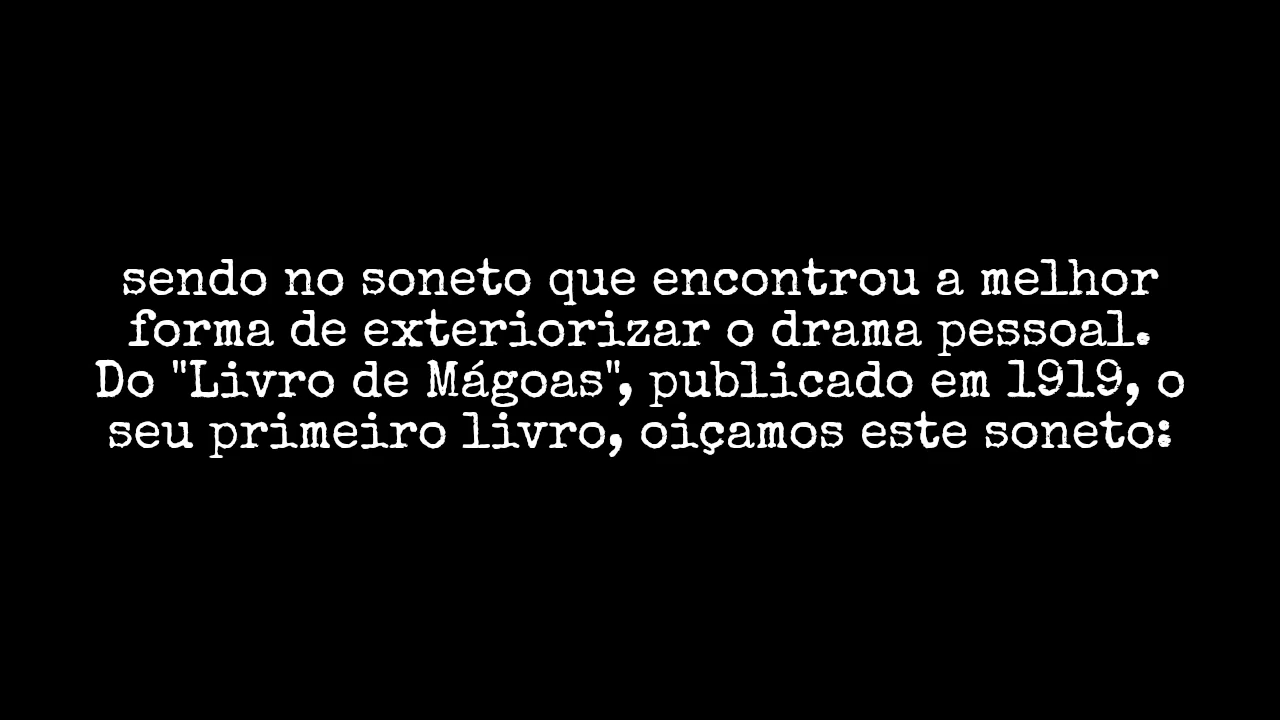 sendo no soneto que encontrou a melhor
forma de exteriorizar o drama pessoal.
Do "Livro de Mágoas", publicado em 1919, o
seu primeiro livro, oiçamos este soneto: